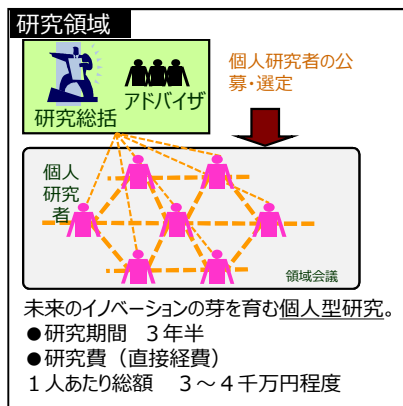 研究領域
アドバイザ
研究総括
個人研究者の公
募・選定
個人
研究
者
領域会議
未来のイノベーションの芽を育む個人型研究。
●研究期間　３年半
●研究費（直接経費）
１人あたり総額　３～４千万円程度